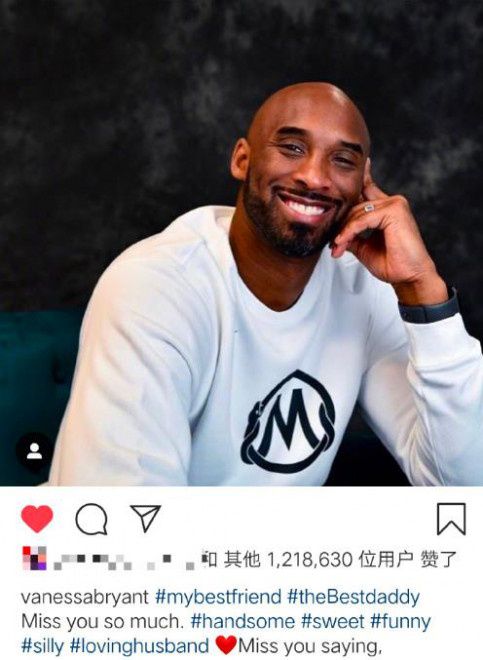 M
和 其他 1,218,630 位用户 赞了
vanessabryant #mybestfriend #theBestdaddy
Miss you so much. #handsome #sweet #funny
#silly #lovinghusband ❤️Miss you saying,